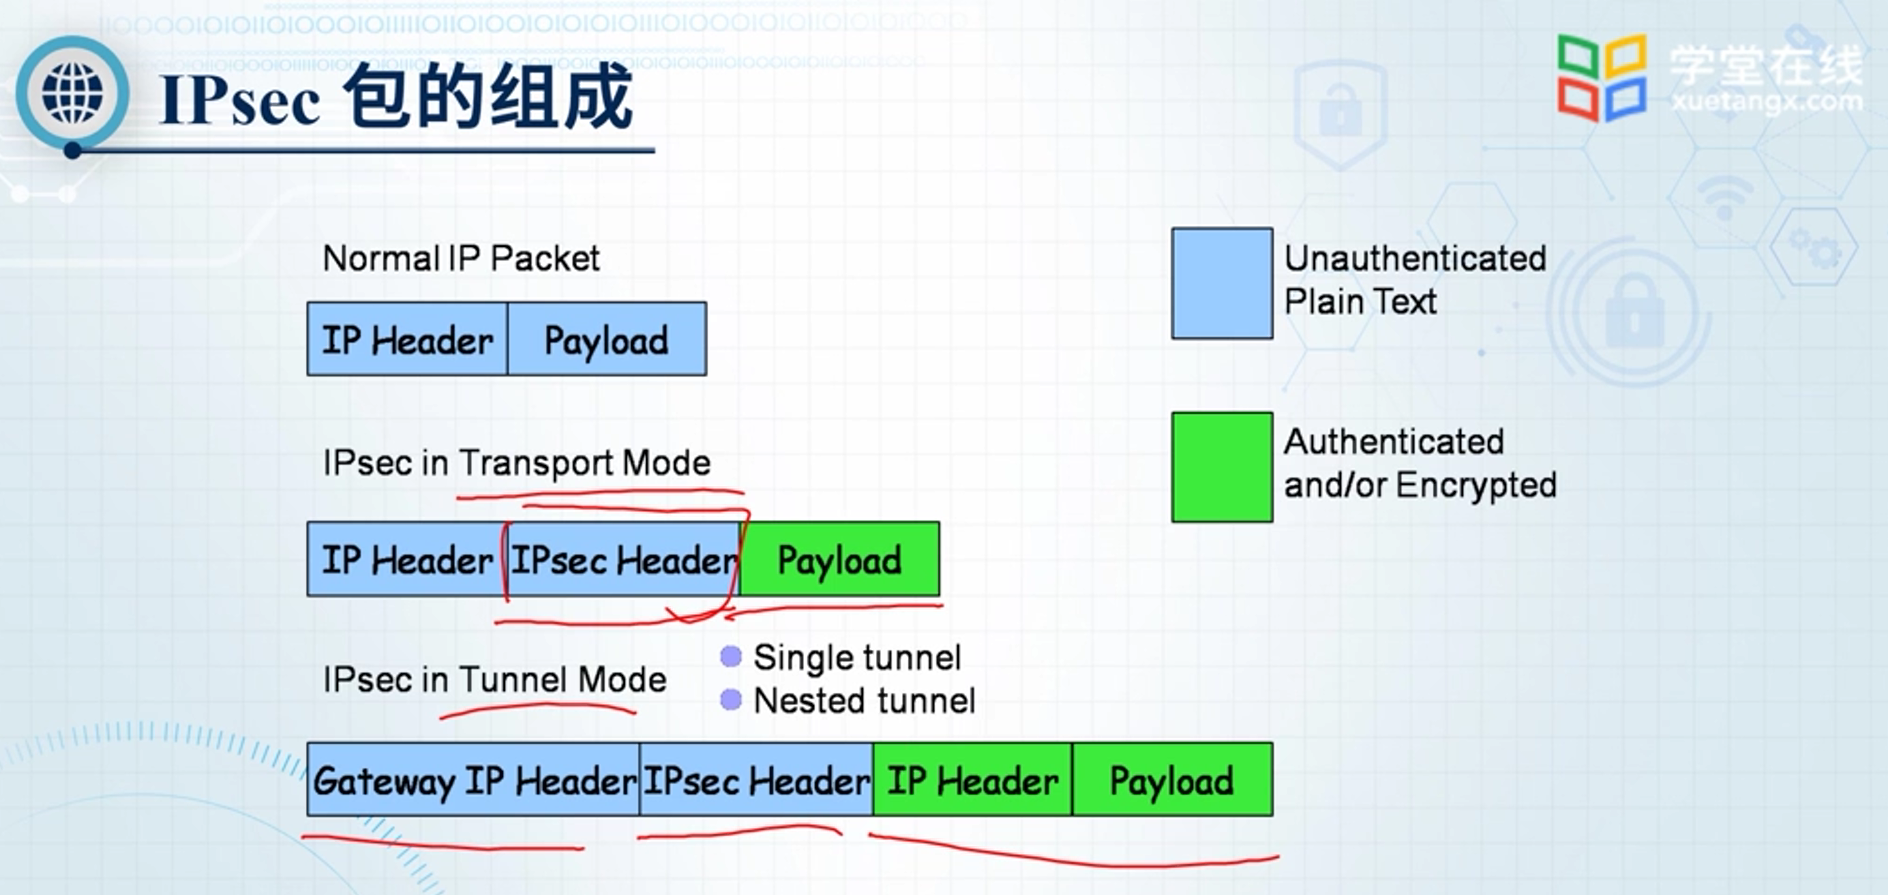 IPsec 包的组成
学堂在线
xuetangx.com
Normal IP Packet
IP Header Payload
Unauthenticated
Plain Text
IPsec in Transport Mode
IP Header IPsec Header Payload
Authenticated
and/or Encrypted
IPsec in Tunnel Mode
Single tunnel
Nested tunnel
Gateway IP Header IPsec Header IP Header Payload